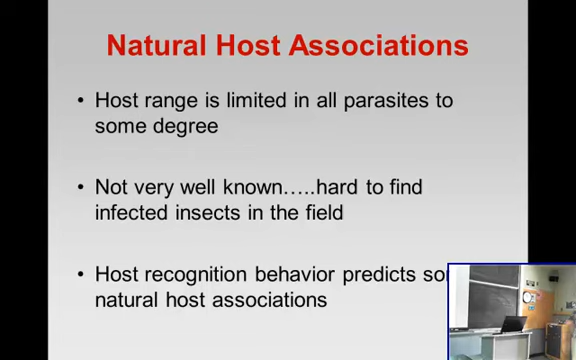 Natural Host Associations
• Host range is limited in all parasites to
some degree
• Not very well known…..hard to find
infected insects in the field
• Host recognition behavior predicts
natural host associations